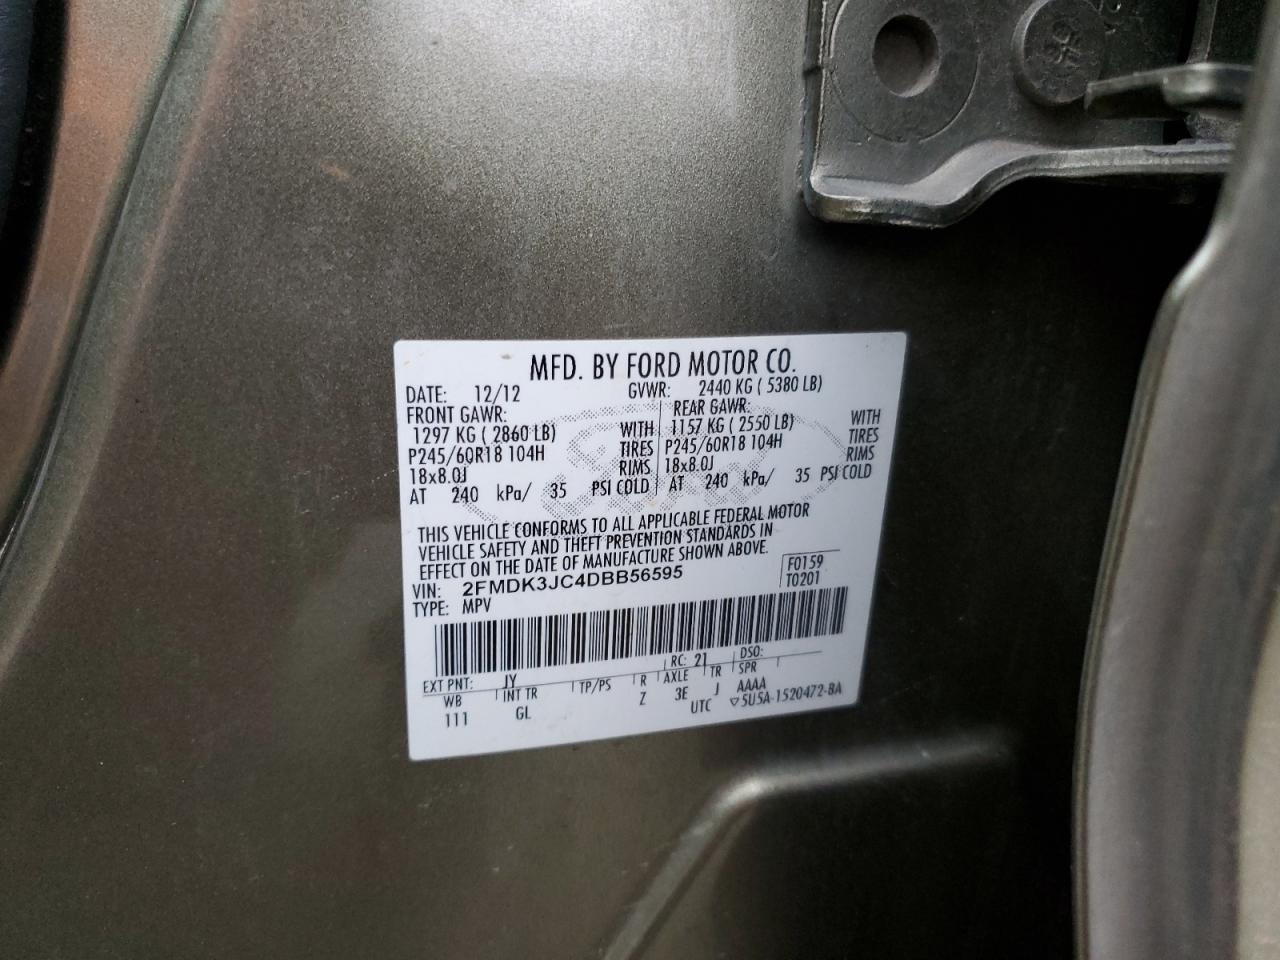 MFD. BY FORD MOTOR CO.
DATE: 12/12 GVWR: 2440 KG ( 5380 LB)
FRONT GAWR: REAR GAWR:
1297 KG ( 2860 LB) WITH 1157 KG ( 2550 LB) WITH
P245/60R18 104H TIRES P245/60R18 104H TIRES
18x8.0J RIMS 18x8.0J RIMS
AT 240 kPa/ 35 PSI COLD AT 240 kPa/ 35 PSI COLD
THIS VEHICLE CONFORMS TO ALL APPLICABLE FEDERAL MOTOR
VEHICLE SAFETY AND THEFT PREVENTION STANDARDS IN
EFFECT ON THE DATE OF MANUFACTURE SHOWN ABOVE.
VIN: 2FMDK3JC4DBB56595 F0159
TYPE: MPV T0201
EXT PNT: JY RC: 21 DSO:
WB INT TR TP/PS R AXLE TR SPR
111 GL Z 3E J AAAA
UTC ▽5U5A-1520472-BA